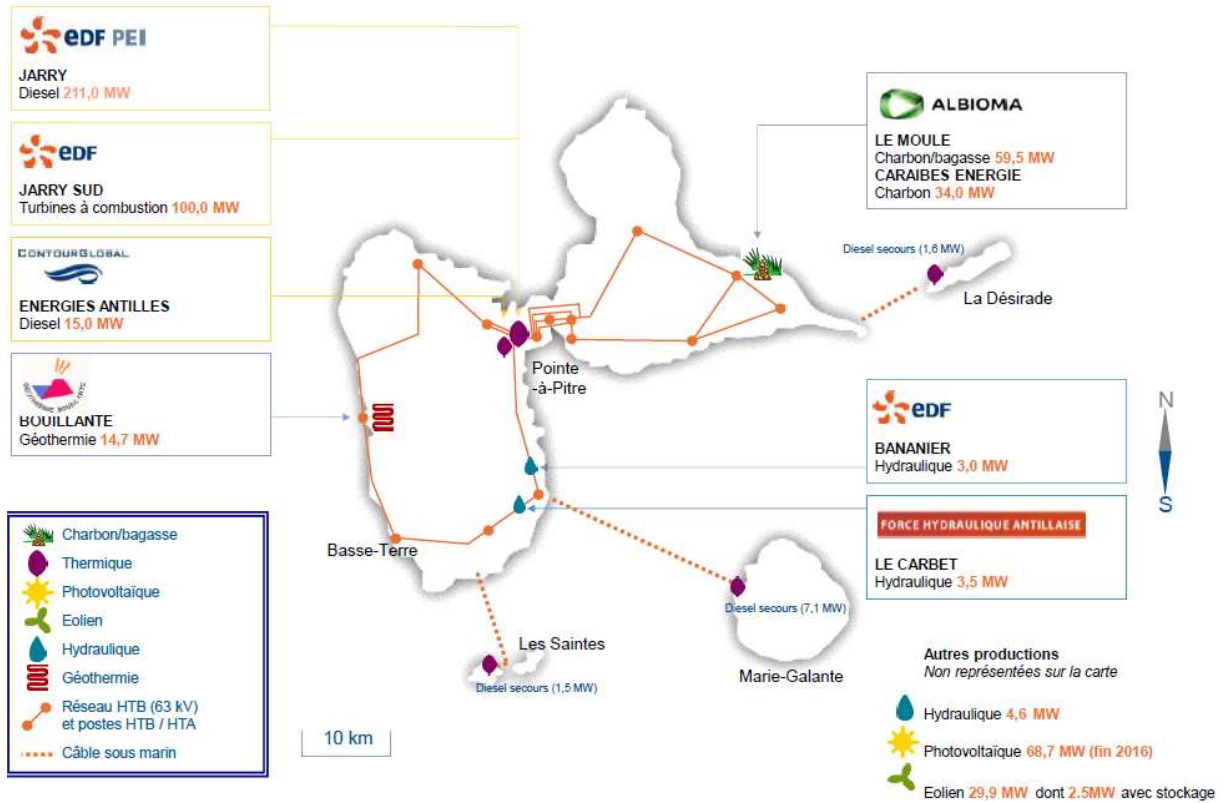 edf PEI
JARRY
Diesel 211,0 MW
edf
JARRY SUD
Turbines à combustion 100,0 MW
CONTOURGLOBAL
ENERGIES ANTILLES
Diesel 15,0 MW
GÉOTHERMIE BOUILLANTE
BOUILLANTE
Géothermie 14,7 MW
ALBIOMA
LE MOULE
Charbon/bagasse 59,5 MW
CARAIBES ENERGIE
Charbon 34,0 MW
Diesel secours (1,6 MW)
La Désirade
Pointe
-à-Pitre
edf
BANANIER
Hydraulique 3,0 MW
N
S
FORCE HYDRAULIQUE ANTILLAISE
LE CARBET
Hydraulique 3,5 MW
Basse-Terre
Les Saintes
Diesel secours (1,5 MW)
Diesel secours (7,1 MW)
Marie-Galante
Charbon/bagasse
Thermique
Photovoltaïque
Eolien
Hydraulique
Géothermie
Réseau HTB (63 kV)
et postes HTB / HTA
Câble sous marin
10 km
Autres productions
Non représentées sur la carte
Hydraulique 4,6 MW
Photovoltaïque 68,7 MW (fin 2016)
Eolien 29,9 MW dont 2.5MW avec stockage